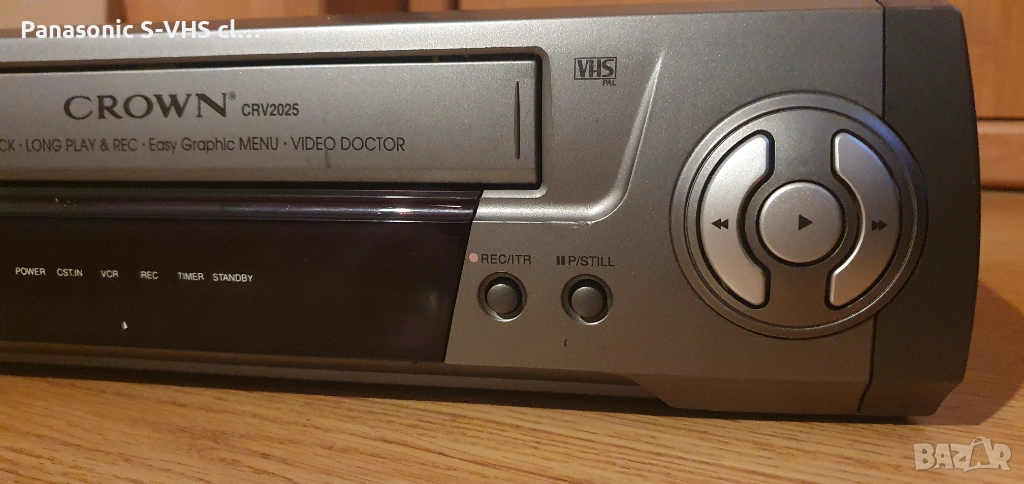 Panasonic S-VHS cl...
CROWN® CRV2025
CK · LONG PLAY & REC · Easy Graphic MENU · VIDEO DOCTOR
VHS
PAL
POWER CST.IN VCR REC TIMER STANDBY
REC/ITR P/STILL
BAZAR